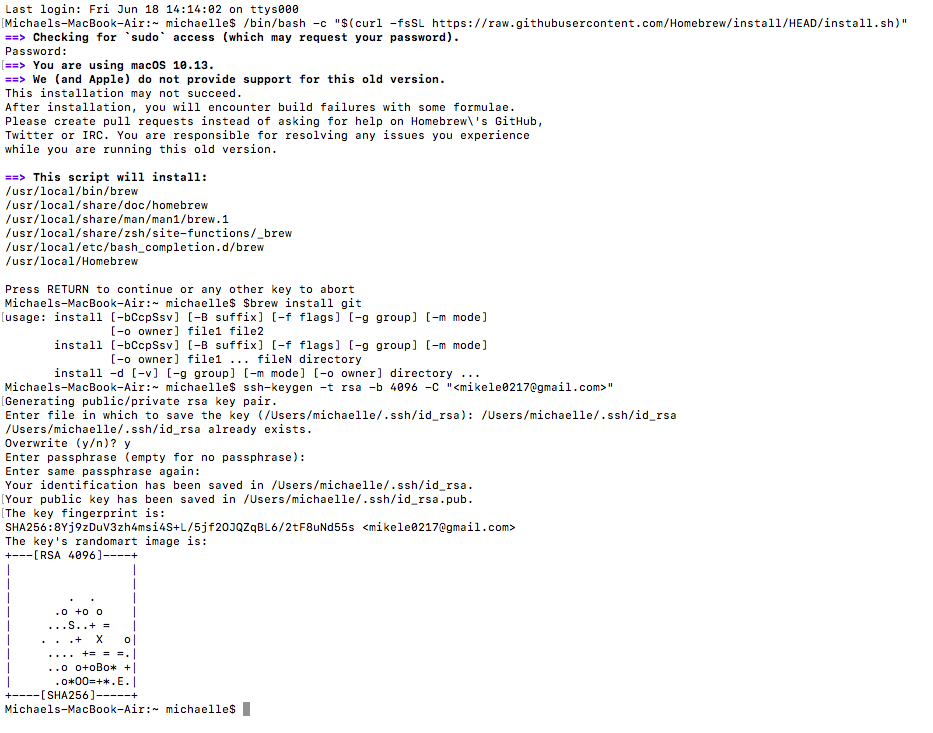 Last login: Fri Jun 18 14:14:02 on ttys000
Michaels-MacBook-Air:~ michaelle$ /bin/bash -c "$(curl -fsSL https://raw.githubusercontent.com/Homebrew/install/HEAD/install.sh)"
==> Checking for `sudo` access (which may request your password).
Password:
==> You are using macOS 10.13.
==> We (and Apple) do not provide support for this old version.
This installation may not succeed.
After installation, you will encounter build failures with some formulae.
Please create pull requests instead of asking for help on Homebrew\'s GitHub,
Twitter or IRC. You are responsible for resolving any issues you experience
while you are running this old version.

==> This script will install:
/usr/local/bin/brew
/usr/local/share/doc/homebrew
/usr/local/share/man/man1/brew.1
/usr/local/share/zsh/site-functions/_brew
/usr/local/etc/bash_completion.d/brew
/usr/local/Homebrew

Press RETURN to continue or any other key to abort
Michaels-MacBook-Air:~ michaelle$ $brew install git
usage: install [-bCcpSsv] [-B suffix] [-f flags] [-g group] [-m mode]
               [-o owner] file1 file2
       install [-bCcpSsv] [-B suffix] [-f flags] [-g group] [-m mode]
               [-o owner] file1 ... fileN directory
       install -d [-v] [-g group] [-m mode] [-o owner] directory ...
Michaels-MacBook-Air:~ michaelle$ ssh-keygen -t rsa -b 4096 -C "<mikele0217@gmail.com>"
Generating public/private rsa key pair.
Enter file in which to save the key (/Users/michaelle/.ssh/id_rsa): /Users/michaelle/.ssh/id_rsa
/Users/michaelle/.ssh/id_rsa already exists.
Overwrite (y/n)? y
Enter passphrase (empty for no passphrase):
Enter same passphrase again:
Your identification has been saved in /Users/michaelle/.ssh/id_rsa.
Your public key has been saved in /Users/michaelle/.ssh/id_rsa.pub.
The key fingerprint is:
SHA256:8Yj9zDuV3zh4msi4S+L/5jf2OJQZqBL6/2tF8uNd55s <mikele0217@gmail.com>
The key's randomart image is:
+---[RSA 4096]----+
|                 |
|                 |
|        .  .     |
|      .o +o o    |
|     ...S..+ =   |
|    . . .+  X   o|
|     .... += = =.|
|     ..o o+oBo* +|
|      .o*OO=+*.E.|
+----[SHA256]-----+
Michaels-MacBook-Air:~ michaelle$